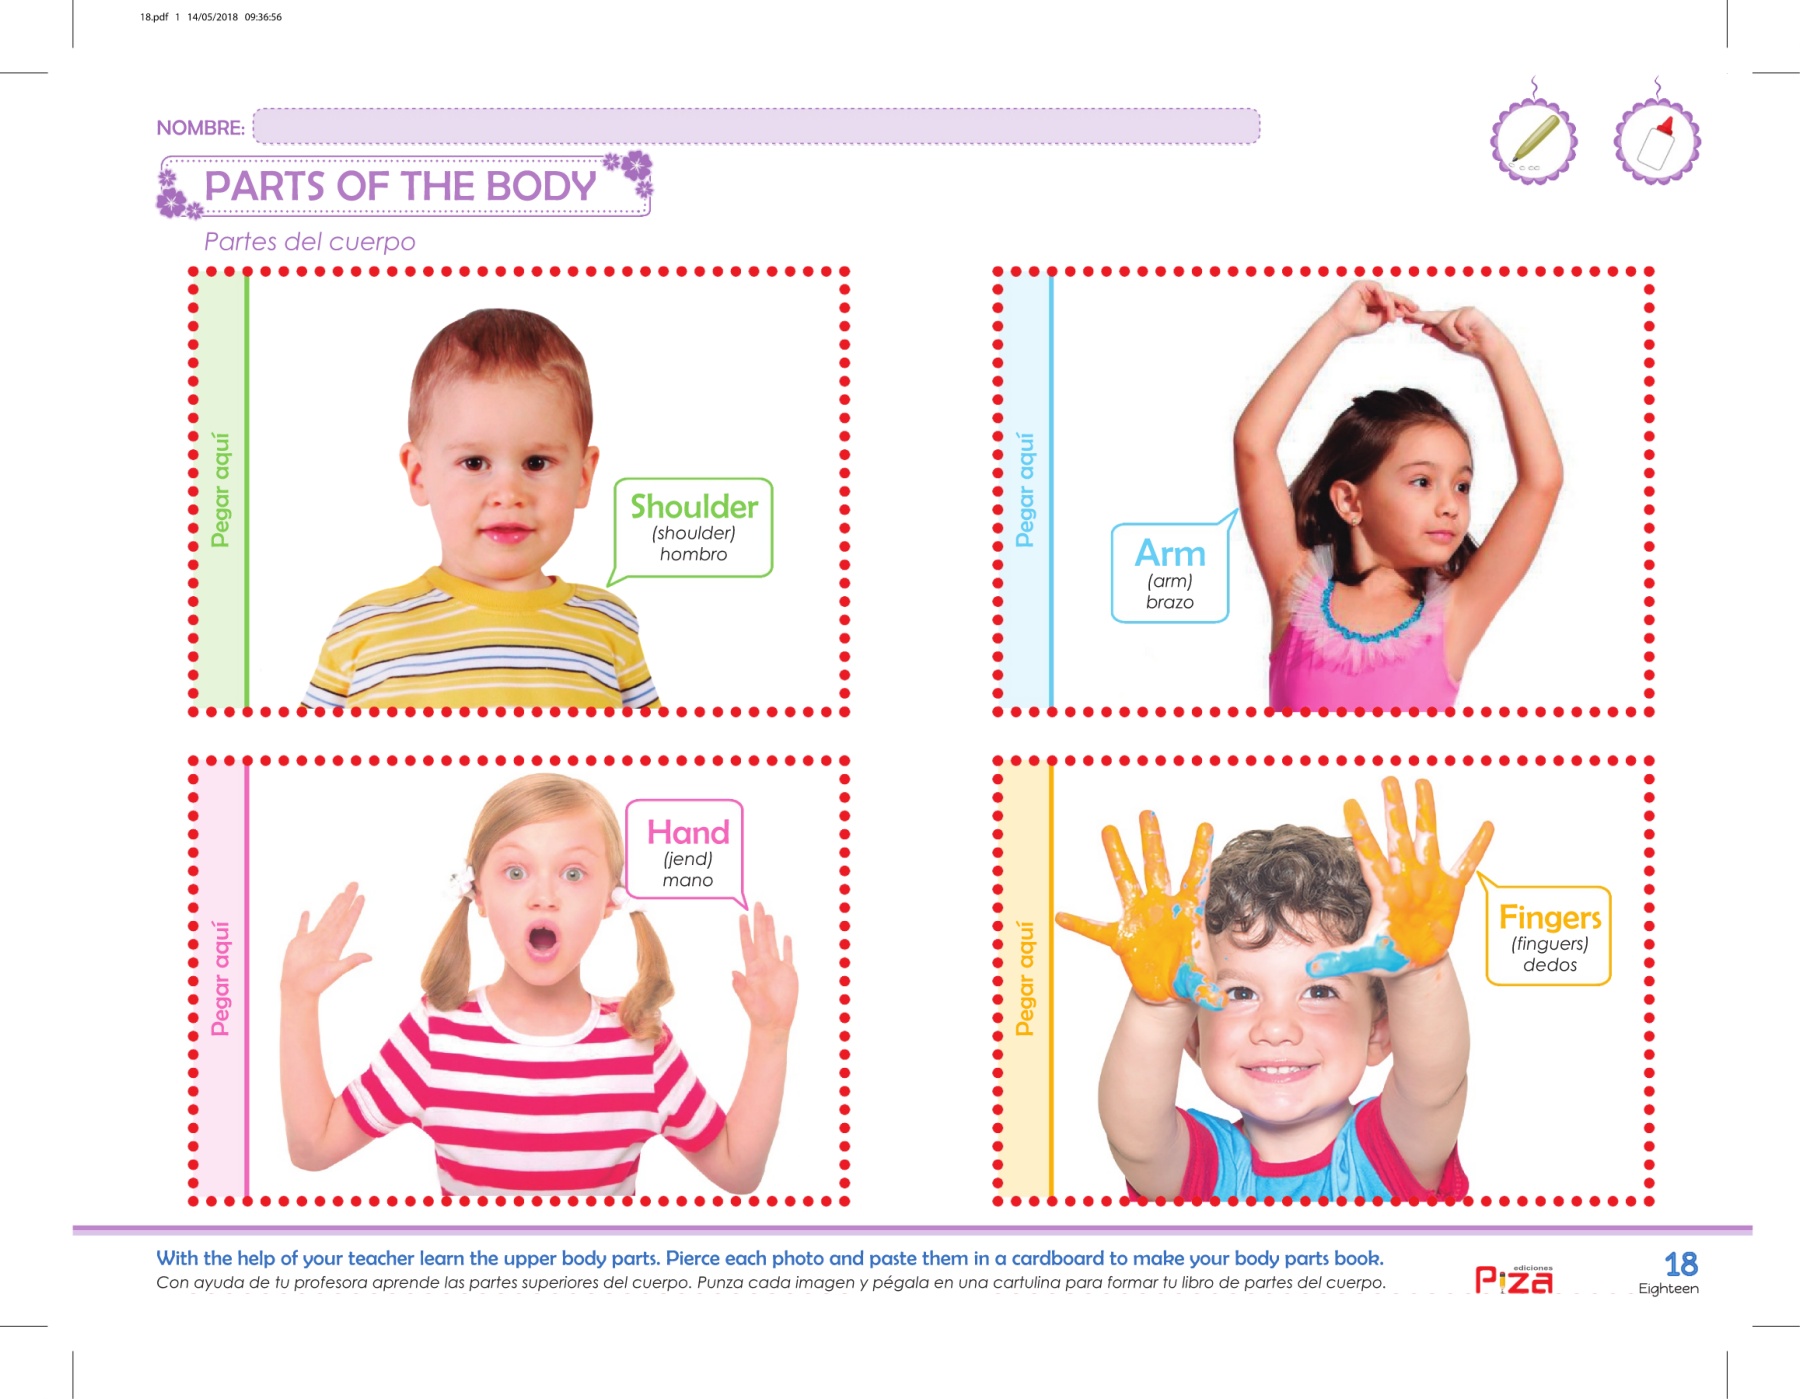 18.pdf 1 14/05/2018 09:36:56
NOMBRE:
PARTS OF THE BODY
Partes del cuerpo
Pegar aquí
Shoulder
(shoulder)
hombro
Pegar aquí
Arm
(arm)
brazo
Pegar aquí
Hand
(jend)
mano
Pegar aquí
Fingers
(finguers)
dedos
With the help of your teacher learn the upper body parts. Pierce each photo and paste them in a cardboard to make your body parts book.
Con ayuda de tu profesora aprende las partes superiores del cuerpo. Punza cada imagen y pégala en una cartulina para formar tu libro de partes del cuerpo.
ediciones
Piza
18
Eighteen